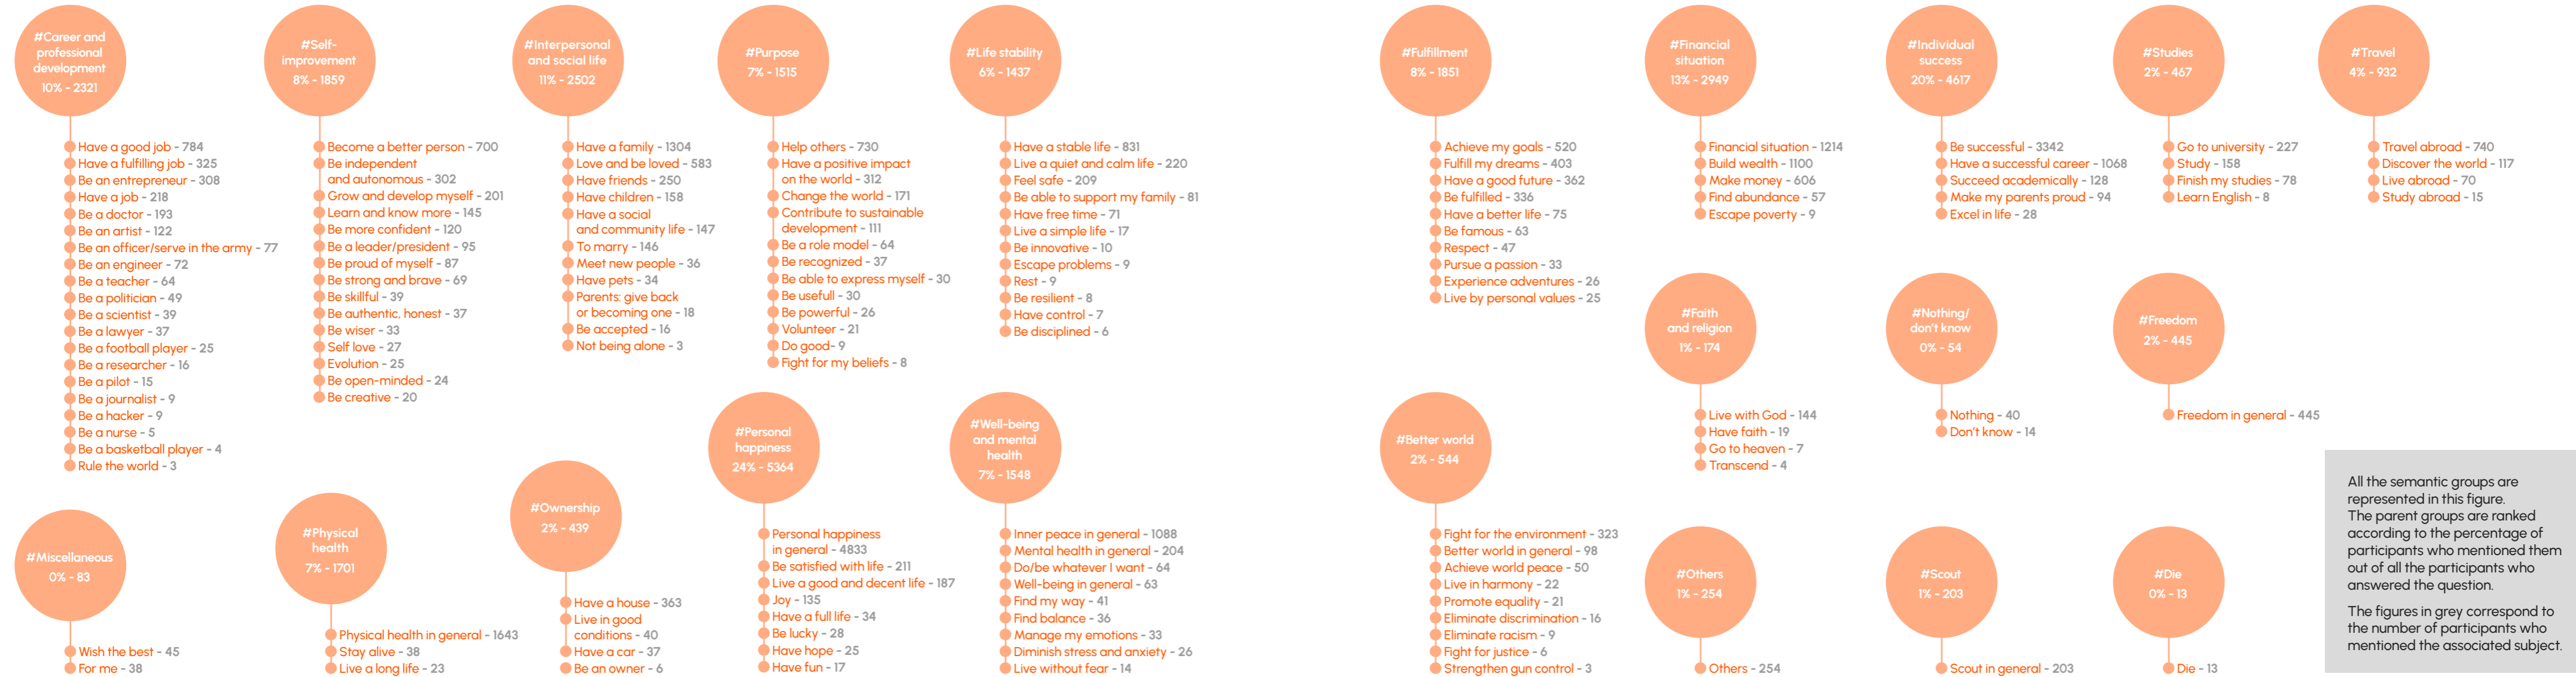 #Career and
professional
development
10% - 2321
Have a good job - 784
Have a fulfilling job - 325
Be an entrepreneur - 308
Have a job - 218
Be a doctor - 193
Be an artist - 122
Be an officer/serve in the army - 77
Be an engineer - 72
Be a teacher - 64
Be a politician - 49
Be a scientist - 39
Be a lawyer - 37
Be a football player - 25
Be a researcher - 16
Be a pilot - 15
Be a journalist - 9
Be a hacker - 9
Be a nurse - 5
Be a basketball player - 4
Rule the world - 3
#Self-
improvement
8% - 1859
Become a better person - 700
Be independent
and autonomous - 302
Grow and develop myself - 201
Learn and know more - 145
Be more confident - 120
Be a leader/president - 95
Be proud of myself - 87
Be strong and brave - 69
Be skillful - 39
Be authentic, honest - 37
Be wiser - 33
Self love - 27
Evolution - 25
Be open-minded - 24
Be creative - 20
#Interpersonal
and social life
11% - 2502
Have a family - 1304
Love and be loved - 583
Have friends - 250
Have children - 158
Have a social
and community life - 147
To marry - 146
Meet new people - 36
Have pets - 34
Parents: give back
or becoming one - 18
Be accepted - 16
Not being alone - 3
#Purpose
7% - 1515
Help others - 730
Have a positive impact
on the world - 312
Change the world - 171
Contribute to sustainable
development - 111
Be a role model - 64
Be recognized - 37
Be able to express myself - 30
Be usefull - 30
Be powerful - 26
Volunteer - 21
Do good- 9
Fight for my beliefs - 8
#Life stability
6% - 1437
Have a stable life - 831
Live a quiet and calm life - 220
Feel safe - 209
Be able to support my family - 81
Have free time - 71
Live a simple life - 17
Be innovative - 10
Escape problems - 9
Rest - 9
Be resilient - 8
Have control - 7
Be disciplined - 6
#Fulfillment
8% - 1851
Achieve my goals - 520
Fulfill my dreams - 403
Have a good future - 362
Be fulfilled - 336
Have a better life - 75
Be famous - 63
Respect - 47
Pursue a passion - 33
Experience adventures - 26
Live by personal values - 25
#Financial
situation
13% - 2949
Financial situation - 1214
Build wealth - 1100
Make money - 606
Find abundance - 57
Escape poverty - 9
#Individual
success
20% - 4617
Be successful - 3342
Have a successful career - 1068
Succeed academically - 128
Make my parents proud - 94
Excel in life - 28
#Studies
2% - 467
Go to university - 227
Study - 158
Finish my studies - 78
Learn English - 8
#Travel
4% - 932
Travel abroad - 740
Discover the world - 117
Live abroad - 70
Study abroad - 15
#Faith
and religion
1% - 174
Live with God - 144
Have faith - 19
Go to heaven - 7
Transcend - 4
#Nothing/
don't know
0% - 54
Nothing - 40
Don't know - 14
#Freedom
2% - 445
Freedom in general - 445
#Miscellaneous
0% - 83
Wish the best - 45
For me - 38
#Physical
health
7% - 1701
Physical health in general - 1643
Stay alive - 38
Live a long life - 23
#Ownership
2% - 439
Have a house - 363
Live in good
conditions - 40
Have a car - 37
Be an owner - 6
#Personal
happiness
24% - 5364
Personal happiness
in general - 4833
Be satisfied with life - 211
Live a good and decent life - 187
Joy - 135
Have a full life - 34
Be lucky - 28
Have hope - 25
Have fun - 17
#Well-being
and mental
health
7% - 1548
Inner peace in general - 1088
Mental health in general - 204
Do/be whatever I want - 64
Well-being in general - 63
Find my way - 41
Find balance - 36
Manage my emotions - 33
Diminish stress and anxiety - 26
Live without fear - 14
#Better world
2% - 544
Fight for the environment - 323
Better world in general - 98
Achieve world peace - 50
Live in harmony - 22
Promote equality - 21
Eliminate discrimination - 16
Eliminate racism - 9
Fight for justice - 6
Strengthen gun control - 3
#Others
1% - 254
Others - 254
#Scout
1% - 203
Scout in general - 203
#Die
0% - 13
Die - 13
All the semantic groups are
represented in this figure.
The parent groups are ranked
according to the percentage of
participants who mentioned them
out of all the participants who
answered the question.
The figures in grey correspond to
the number of participants who
mentioned the associated subject.